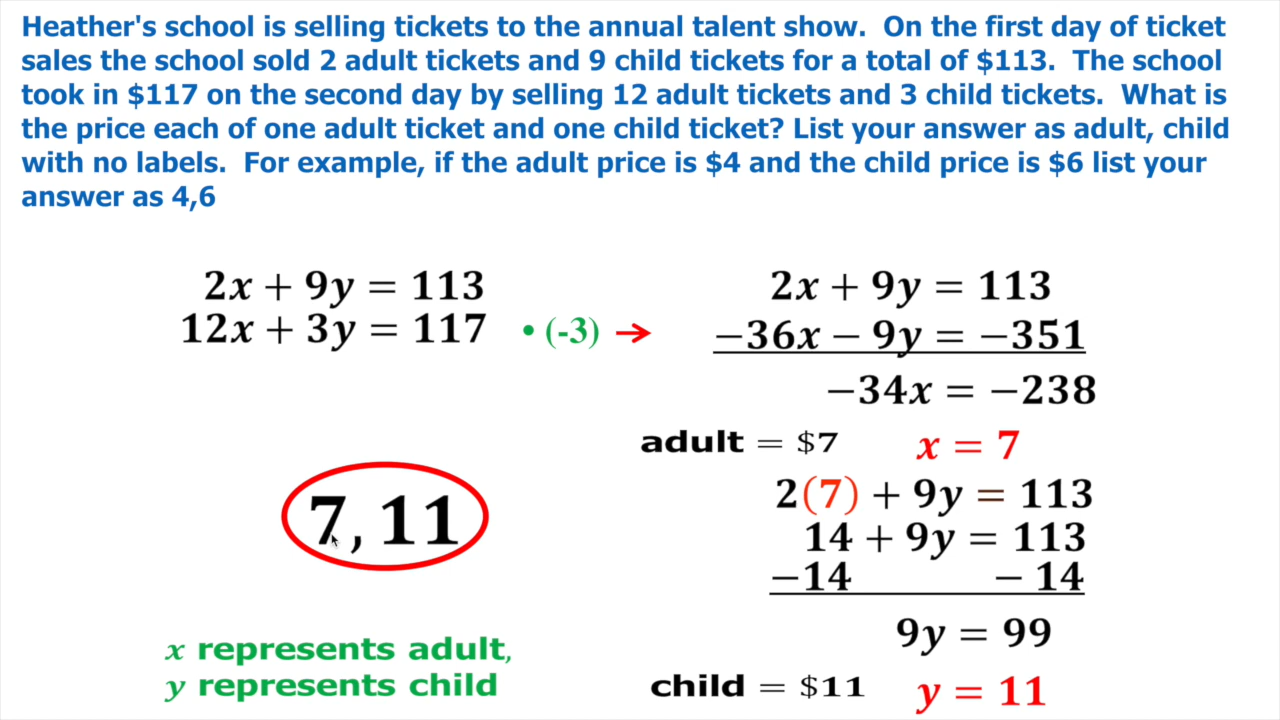 Heather's school is selling tickets to the annual talent show.  On the first day of ticket
sales the school sold 2 adult tickets and 9 child tickets for a total of $113.  The school
took in $117 on the second day by selling 12 adult tickets and 3 child tickets.  What is
the price each of one adult ticket and one child ticket? List your answer as adult, child
with no labels.  For example, if the adult price is $4 and the child price is $6 list your
answer as 4,6
2x + 9y = 113
12x + 3y = 117 • (-3) →
2x + 9y = 113
−36x − 9y = −351
−34x = −238
adult = $7 x = 7
2(7) + 9y = 113
14 + 9y = 113
−14 − 14
9y = 99
child = $11 y = 11
7, 11
x represents adult,
y represents child